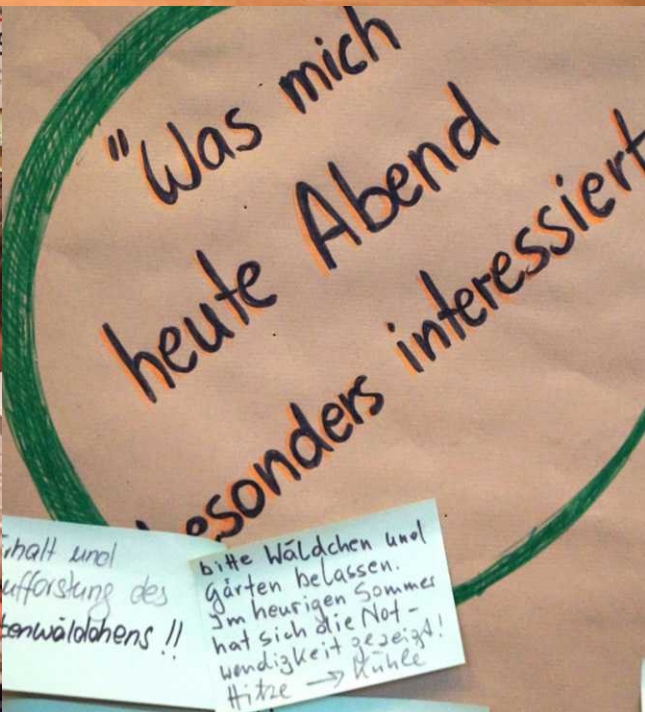 "Was mich
heute Abend
besonders interessiert
halt und
ufforstung des
tenwäldchens !!
bitte Wäldchen und
Gärten belassen.
Im heurigen Sommer
hat sich die Not-
wendigkeit gezeigt!
Hitze → Kühle